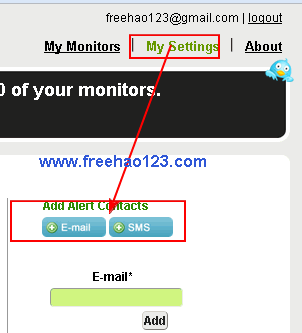 freehao123@gmail.com | logout
My Monitors | My Settings | About
0 of your monitors.
www.freehao123.com
Add Alert Contacts
E-mail SMS
E-mail*
Add